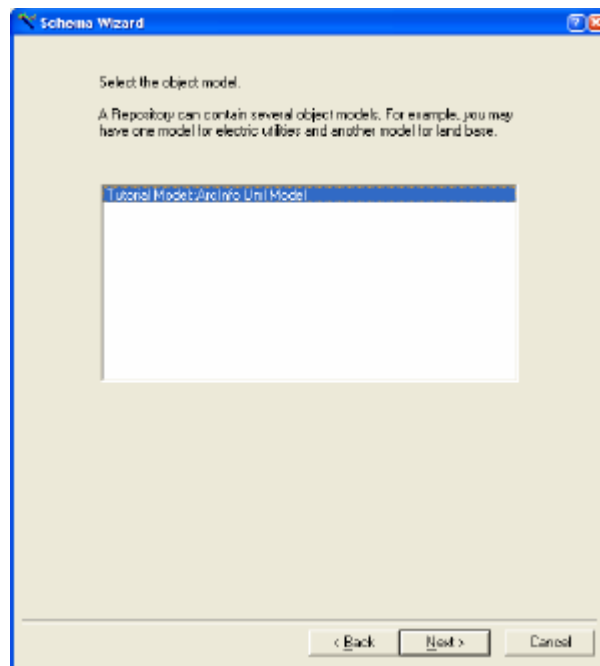 Schema Wizard
Select the object model.
A Repository can contain several object models. For example, you may
have one model for electric utilities and another model for land base.
Tutorial Model::ArcInfo Uml Model
< Back
Next >
Cancel